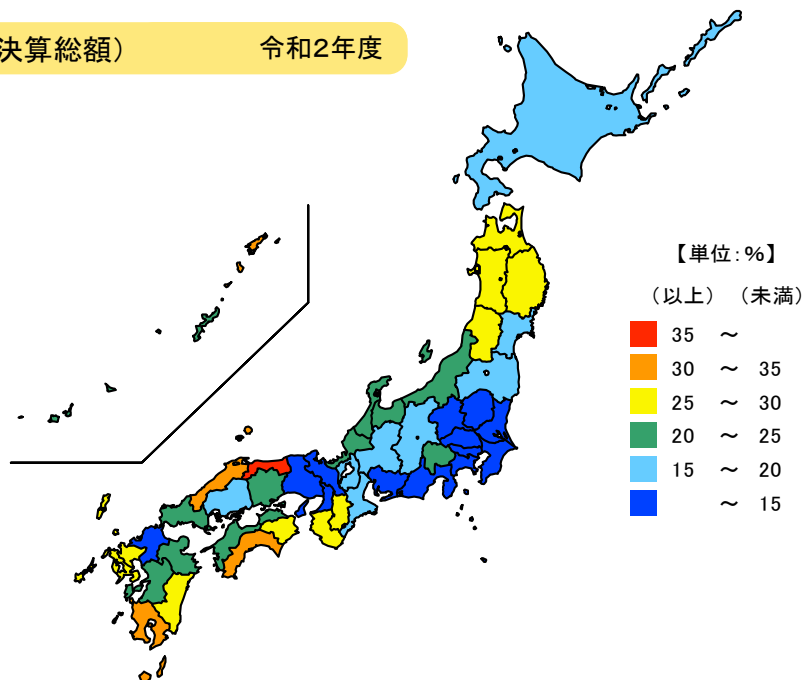 決算総額） 令和2年度
【単位：%】
（以上）（未満）
35 ～
30 ～ 35
25 ～ 30
20 ～ 25
15 ～ 20
～ 15